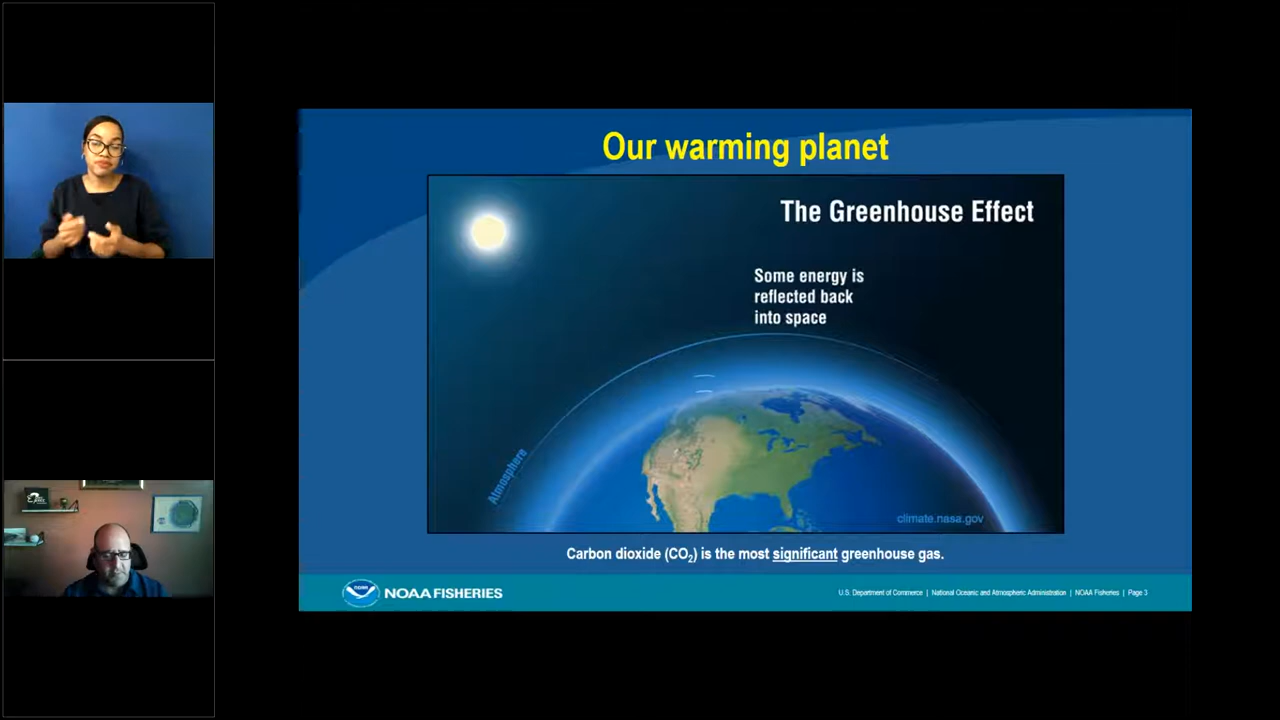 Our warming planet
The Greenhouse Effect
Some energy is
reflected back
into space
Atmosphere
climate.nasa.gov
Carbon dioxide (CO₂) is the most significant greenhouse gas.
NOAA FISHERIES
U.S. Department of Commerce | National Oceanic and Atmospheric Administration | NOAA Fisheries | Page 3